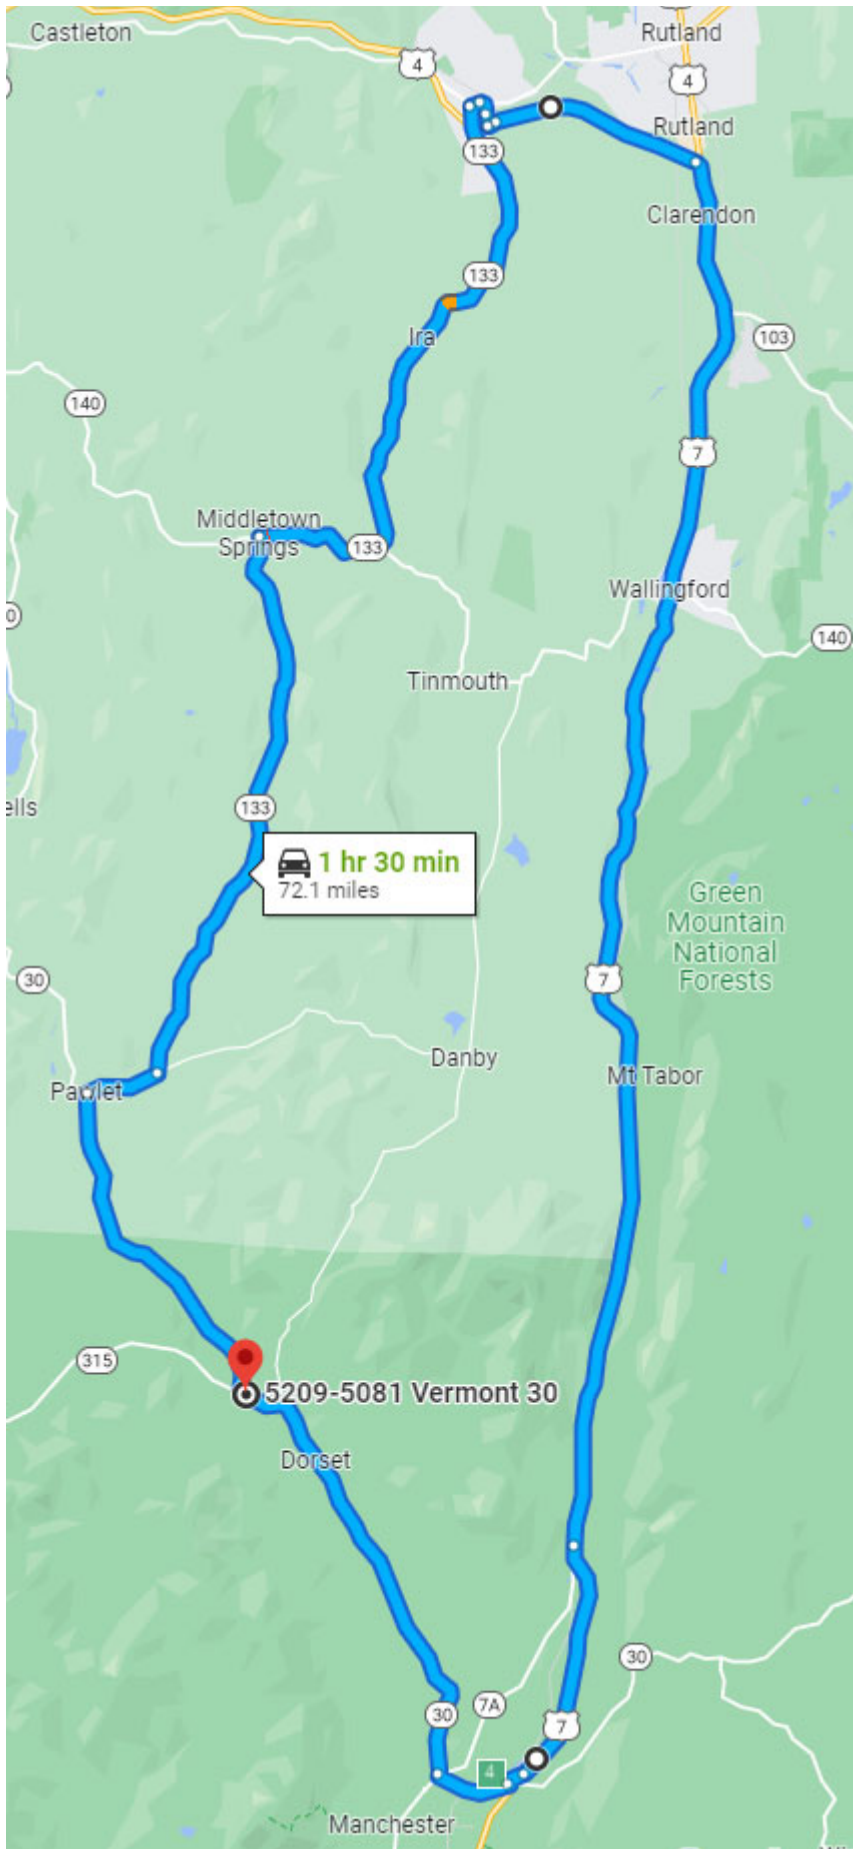 Castleton
Rutland
4
4
Rutland
133
Clarendon
133
Ira
103
140
7
Middletown
Springs
133
Wallingford
140
Tinmouth
ells
133
1 hr 30 min
72.1 miles
Green
Mountain
National
Forests
30
7
Danby
Mt Tabor
Pawlet
315
5209-5081 Vermont 30
Dorset
30
7A
30
7
4
Manchester